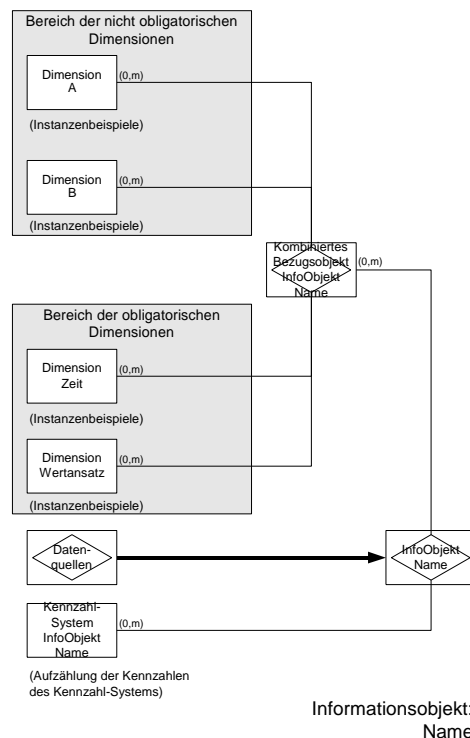 Bereich der nicht obligatorischen
Dimensionen
Dimension
A
(0,m)
(Instanzenbeispiele)
Dimension
B
(0,m)
(Instanzenbeispiele)
Kombiniertes
Bezugsobjekt
InfoObjekt
Name
(0,m)
Bereich der obligatorischen
Dimensionen
Dimension
Zeit
(0,m)
(Instanzenbeispiele)
Dimension
Wertansatz
(0,m)
(Instanzenbeispiele)
Daten-
quellen
InfoObjekt
Name
Kennzahl-
System
InfoObjekt
Name
(0,m)
(Aufzählung der Kennzahlen
des Kennzahl-Systems)
Informationsobjekt:
Name